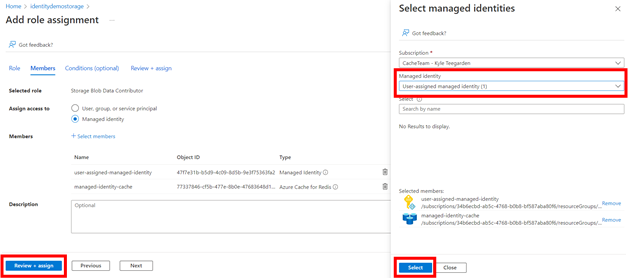 Home > identitydemostorage >
Add role assignment ...
Got feedback?
Role Members Conditions (optional) Review + assign
Selected role Storage Blob Data Contributor
Assign access to User, group, or service principal
Managed identity
Members + Select members
Name Object ID Type
user-assigned-managed-identity 47f7e31b-b5d9-4c09-8d5b-9e3f75363fa2 Managed Identity
managed-identity-cache 77337846-cf5b-477e-8b0e-47683648d1... Azure Cache for Redis
Description Optional
Review + assign Previous Next
Select managed identities
Got feedback?
Subscription *
CacheTeam - Kyle Teegarden
Managed identity
User-assigned managed identity (1)
Select
Search by name
No Results to display.
Selected members:
user-assigned-managed-identity
/subscriptions/34b6ecbd-ab5c-4768-b0b8-bf587aba80f6/resourceGroups/... Remove
managed-identity-cache
/subscriptions/34b6ecbd-ab5c-4768-b0b8-bf587aba80f6/resourceGroups/... Remove
Select Close